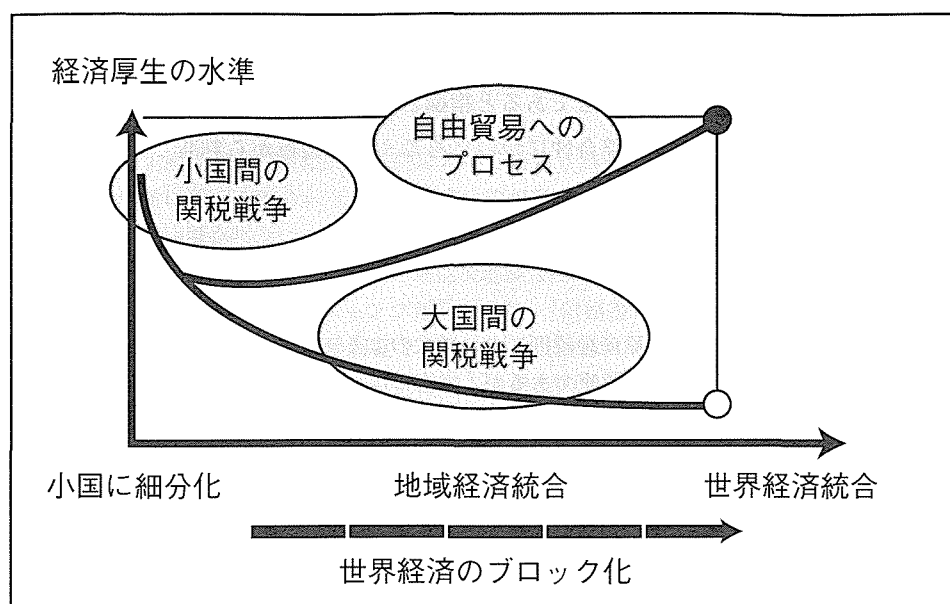 経済厚生の水準
自由貿易への
プロセス
小国間の
関税戦争
大国間の
関税戦争
小国に細分化
地域経済統合
世界経済統合
世界経済のブロック化